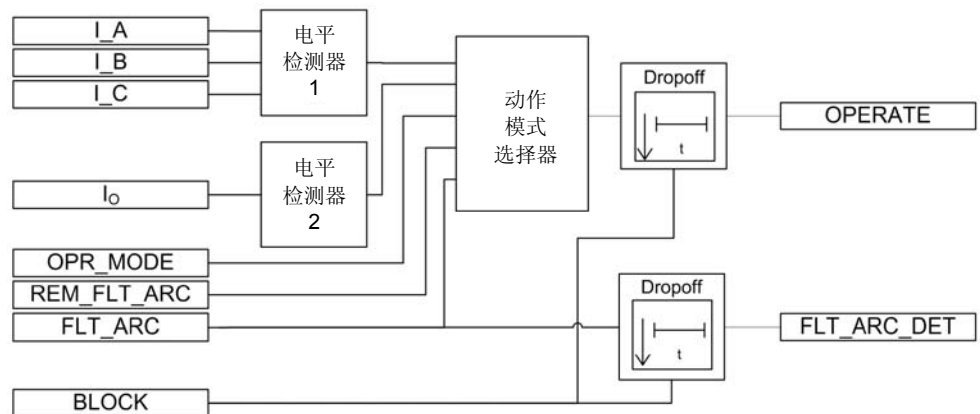 I_A
I_B
I_C
电平
检测器
1
动作
模式
选择器
Dropoff
t
OPERATE
I_O
电平
检测器
2
OPR_MODE
REM_FLT_ARC
FLT_ARC
Dropoff
t
FLT_ARC_DET
BLOCK